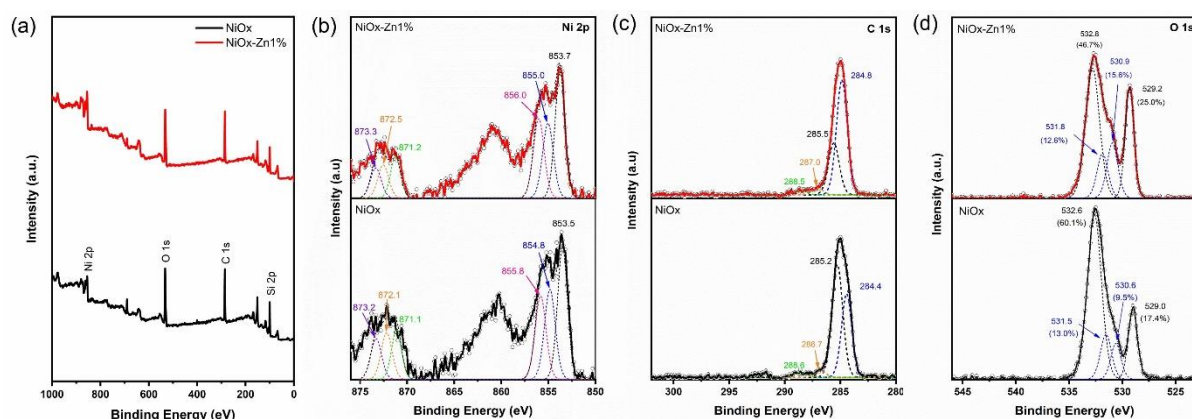 (a)
NiOx
NiOx-Zn1%
Ni 2p
O 1s
C 1s
Si 2p
Intensity (a.u.)
1000 800 600 400 200 0
Binding Energy (eV)
(b)
NiOx-Zn1%
Ni 2p
853.7
855.0
856.0
872.5
873.3
871.2
NiOx
853.5
854.8
855.8
872.1
873.2
871.1
Intensity (a.u.)
875 870 865 860 855 850
Binding Energy (eV)
(c)
NiOx-Zn1%
C 1s
284.8
285.5
287.0
288.5
NiOx
285.2
284.4
286.7
288.6
Intensity (a.u.)
300 295 290 285 280
Binding Energy (eV)
(d)
NiOx-Zn1%
O 1s
532.8
(46.7%)
530.9
(15.6%)
529.2
(25.0%)
531.8
(12.6%)
NiOx
532.6
(60.1%)
530.6
(9.5%)
529.0
(17.4%)
531.5
(13.0%)
Intensity (a.u.)
545 540 535 530 525
Binding Energy (eV)